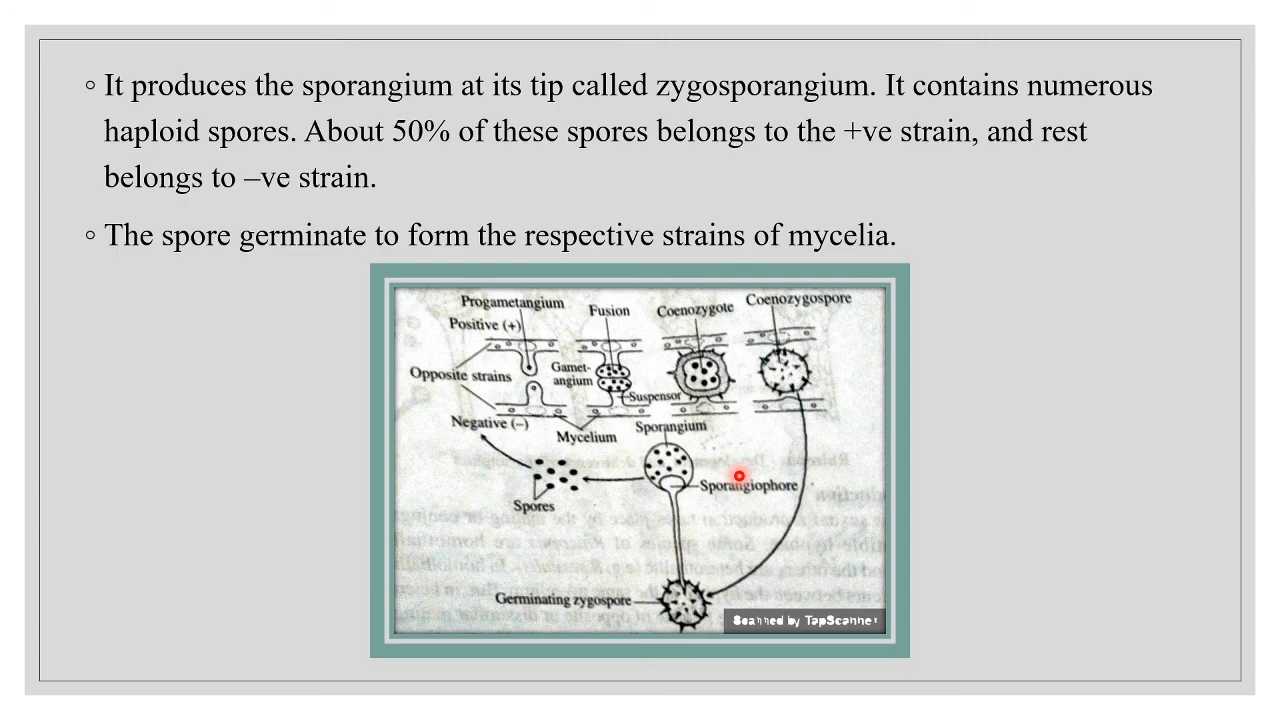 ◦ It produces the sporangium at its tip called zygosporangium. It contains numerous
haploid spores. About 50% of these spores belongs to the +ve strain, and rest
belongs to –ve strain.
◦ The spore germinate to form the respective strains of mycelia.
Progametangium
Fusion
Coenozygote
Coenozygospore
Positive (+)
Gamet-
angium
Opposite strains
Suspensor
Negative (–)
Mycelium
Sporangium
Sporangiophore
Spores
Germinating zygospore
Scanned by TapScanner